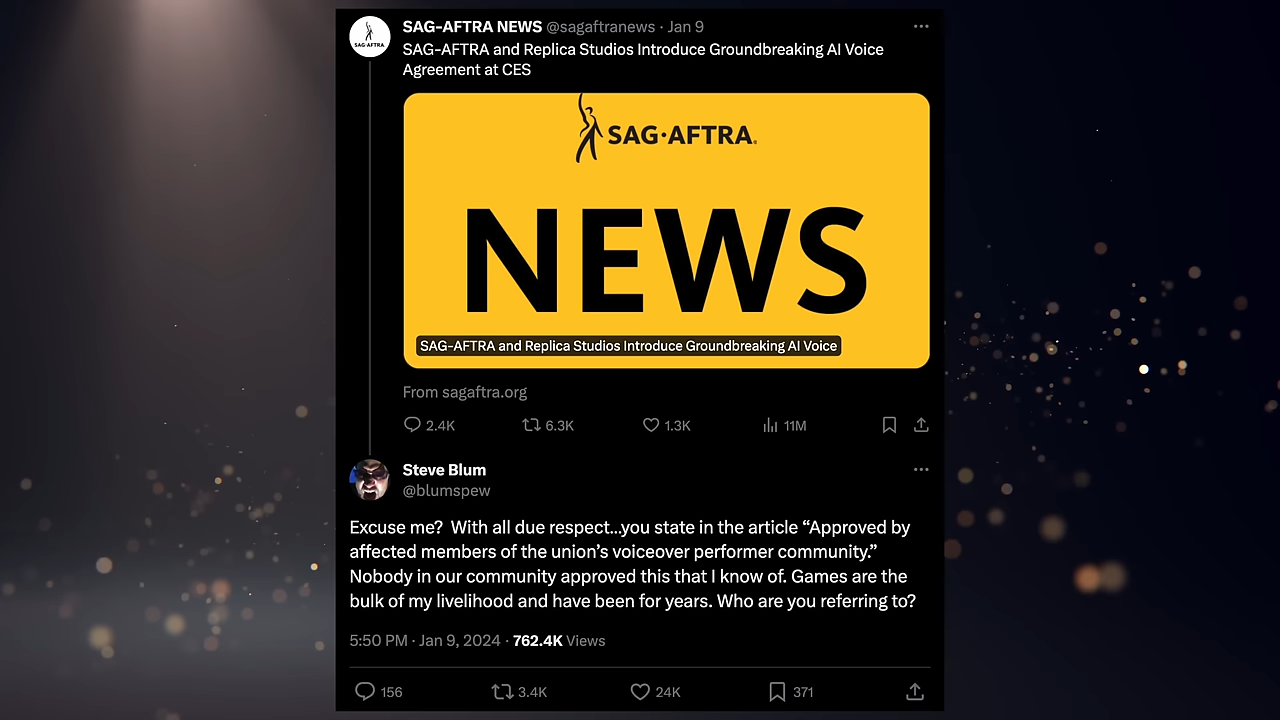 SAG-AFTRA NEWS @sagaftranews · Jan 9
SAG-AFTRA and Replica Studios Introduce Groundbreaking AI Voice
Agreement at CES
SAG-AFTRA
SAG·AFTRA
NEWS
SAG-AFTRA and Replica Studios Introduce Groundbreaking AI Voice
From sagaftra.org
2.4K 6.3K 1.3K 11M
Steve Blum
@blumspew
Excuse me? With all due respect...you state in the article “Approved by
affected members of the union’s voiceover performer community.”
Nobody in our community approved this that I know of. Games are the
bulk of my livelihood and have been for years. Who are you referring to?
5:50 PM · Jan 9, 2024 · 762.4K Views
156 3.4K 24K 371